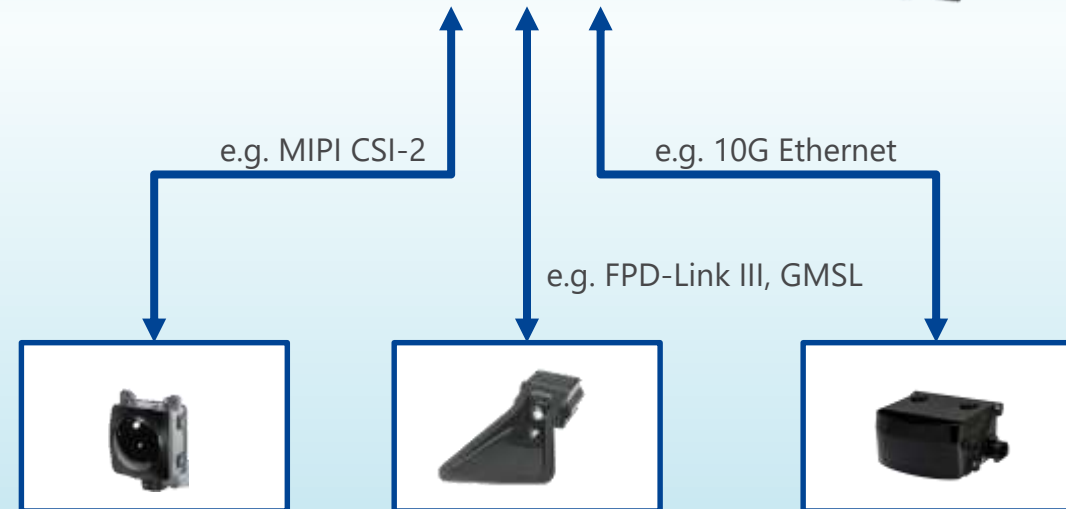 e.g. MIPI CSI-2
e.g. 10G Ethernet
e.g. FPD-Link III, GMSL